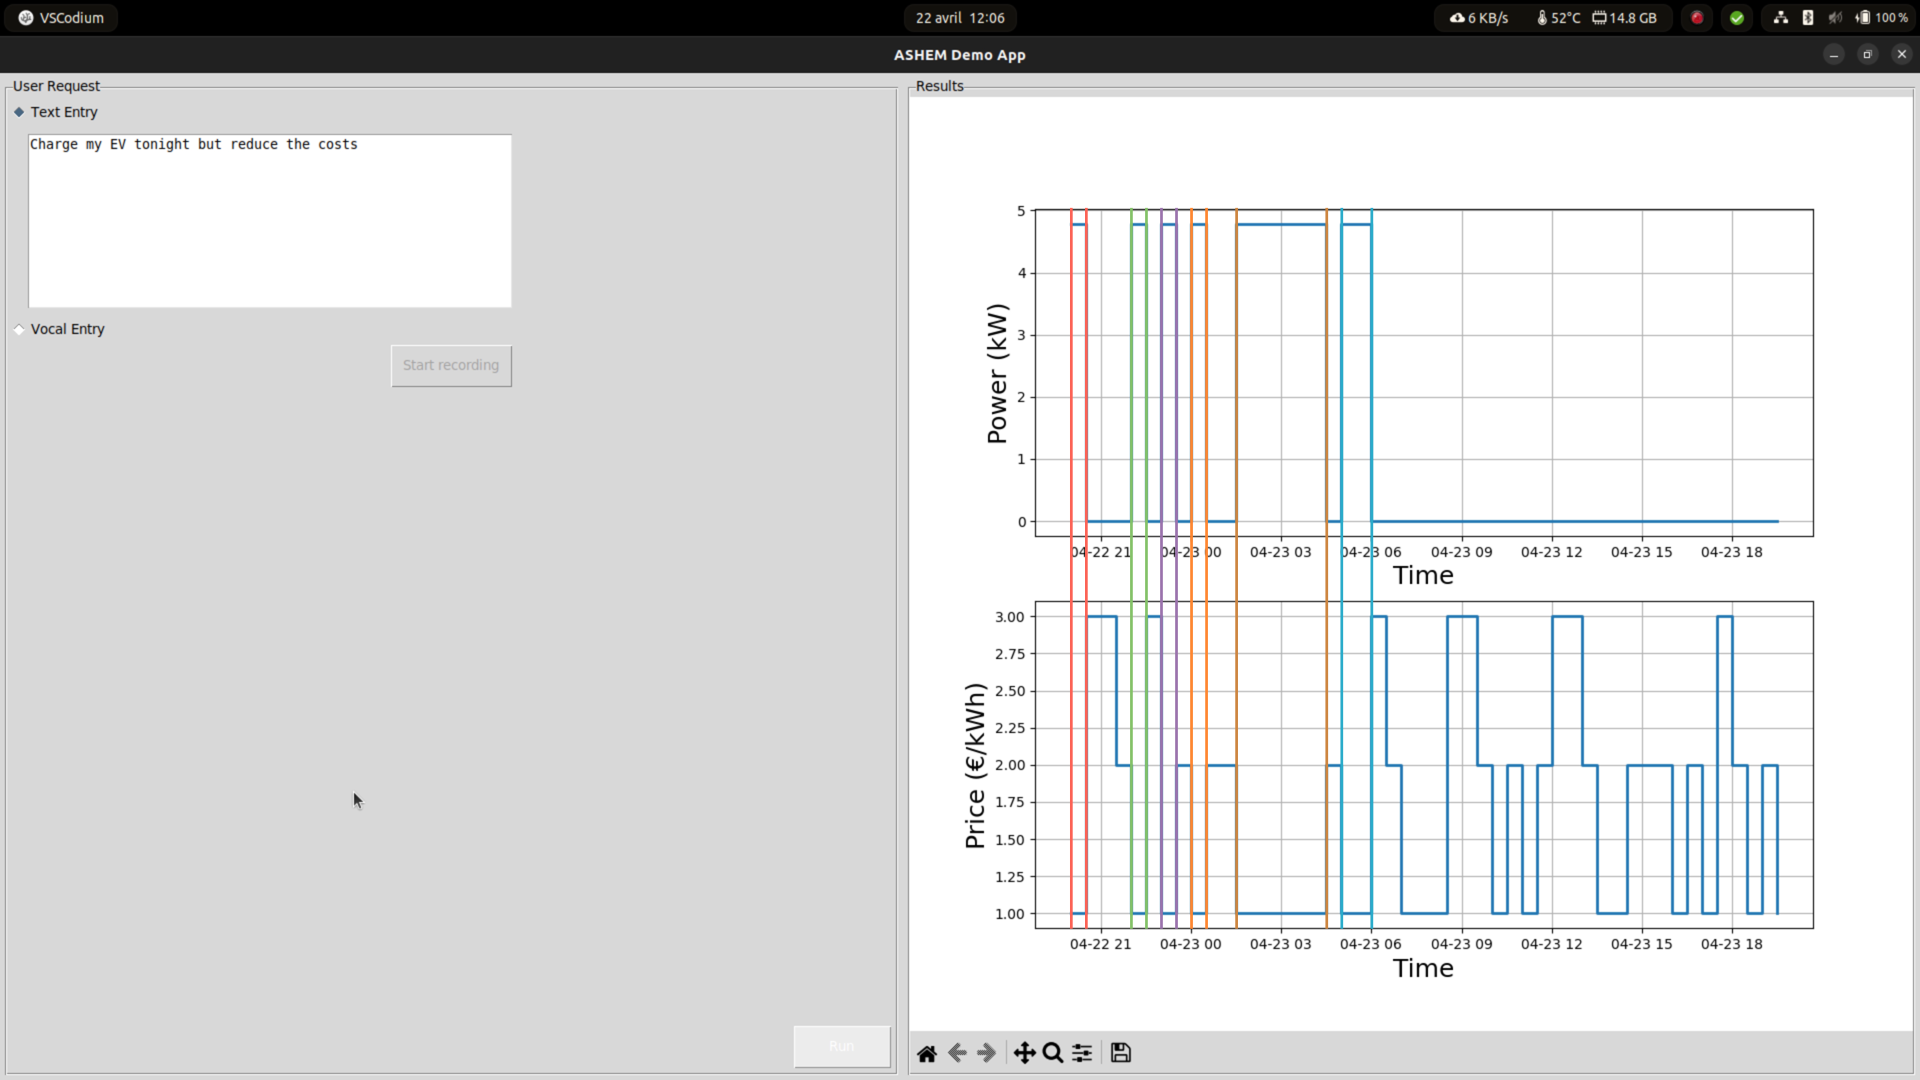 VSCodium
22 avril 12:06
6 KB/s
52°C
14.8 GB
100 %
ASHEM Demo App
User Request
Text Entry
Charge my EV tonight but reduce the costs
Vocal Entry
Start recording
Run
Results
5
4
3
2
1
0
Power (kW)
04-22 21 04-23 00 04-23 03 04-23 06 04-23 09 04-23 12 04-23 15 04-23 18
Time
3.00
2.75
2.50
2.25
2.00
1.75
1.50
1.25
1.00
Price (€/kWh)
04-22 21 04-23 00 04-23 03 04-23 06 04-23 09 04-23 12 04-23 15 04-23 18
Time